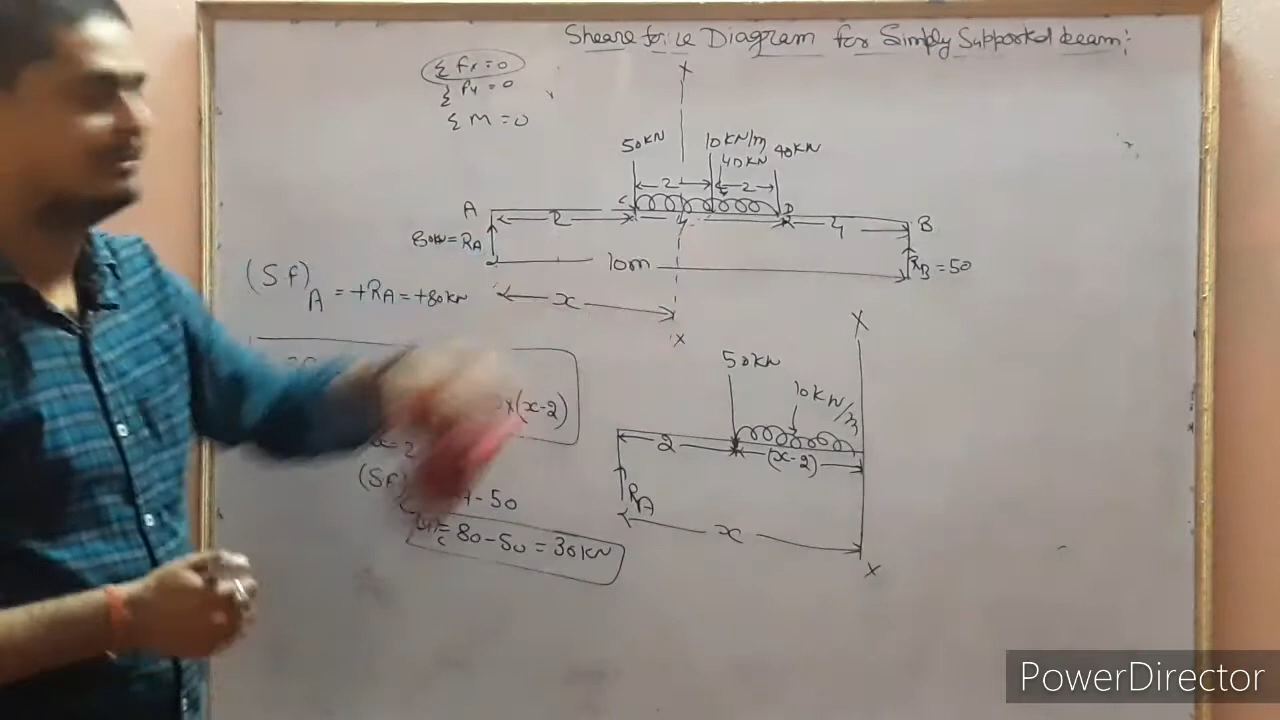 Sheare force Diagram for Simply Supported beam:
Σ Fx = 0
Σ Fy = 0
Σ M = 0
X
50KN
10KN/m
40KN
40KN
2
2
A
C
D
B
2
4
4
80KN = RA
RB = 50
10m
(SF)A = +RA = +80KN
x
x
X
50KN
10KN/m
x(x-2)
2
(x-2)
x=2
(SF)
- 50
RA
= 80-50 = 30KN
x
x
PowerDirector